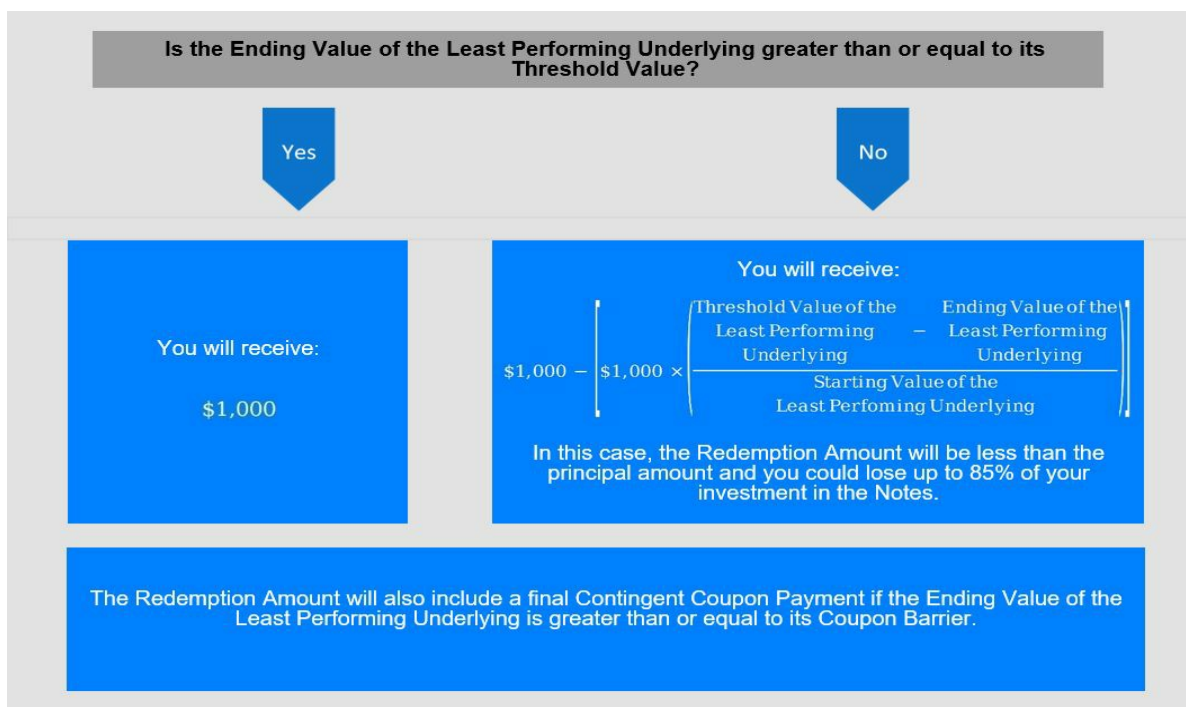 Is the Ending Value of the Least Performing Underlying greater than or equal to its
Threshold Value?
Yes
No
You will receive:
$1,000
You will receive:
$1,000 − [$1,000 × (
Threshold Value of the Ending Value of the
Least Performing − Least Performing
Underlying Underlying
Starting Value of the
Least Perfoming Underlying
)]
In this case, the Redemption Amount will be less than the
principal amount and you could lose up to 85% of your
investment in the Notes.
The Redemption Amount will also include a final Contingent Coupon Payment if the Ending Value of the
Least Performing Underlying is greater than or equal to its Coupon Barrier.